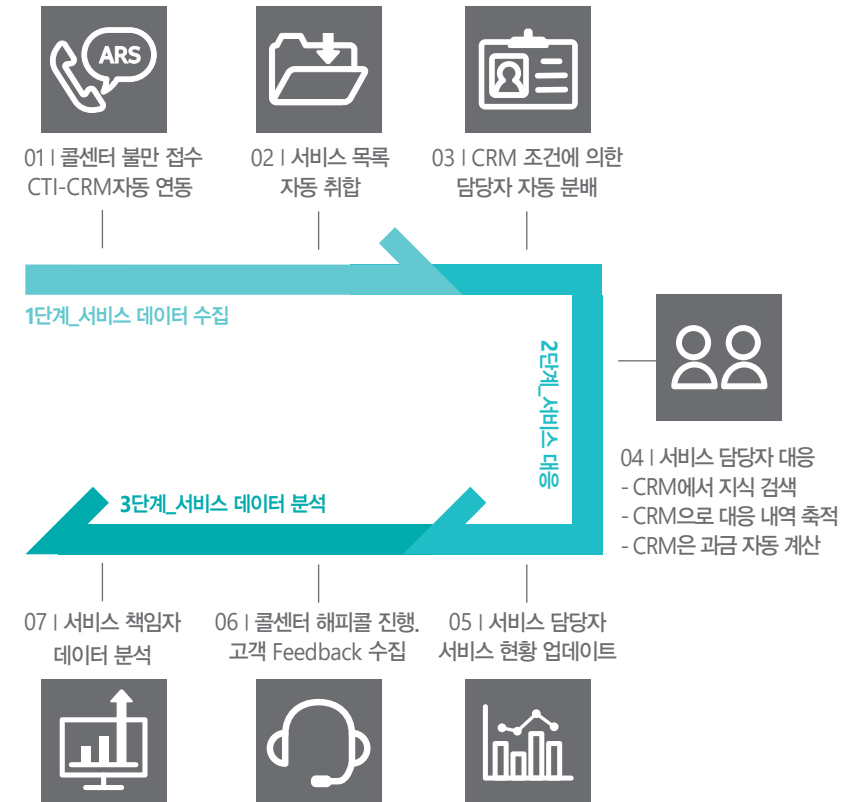 ARS
01 | 콜센터 불만 접수
CTI-CRM자동 연동
02 | 서비스 목록
자동 취합
03 | CRM 조건에 의한
담당자 자동 분배
1단계_서비스 데이터 수집
2단계_서비스 대응
04 | 서비스 담당자 대응
- CRM에서 지식 검색
- CRM으로 대응 내역 축적
- CRM은 과금 자동 계산
3단계_서비스 데이터 분석
07 | 서비스 책임자
데이터 분석
06 | 콜센터 해피콜 진행.
고객 Feedback 수집
05 | 서비스 담당자
서비스 현황 업데이트